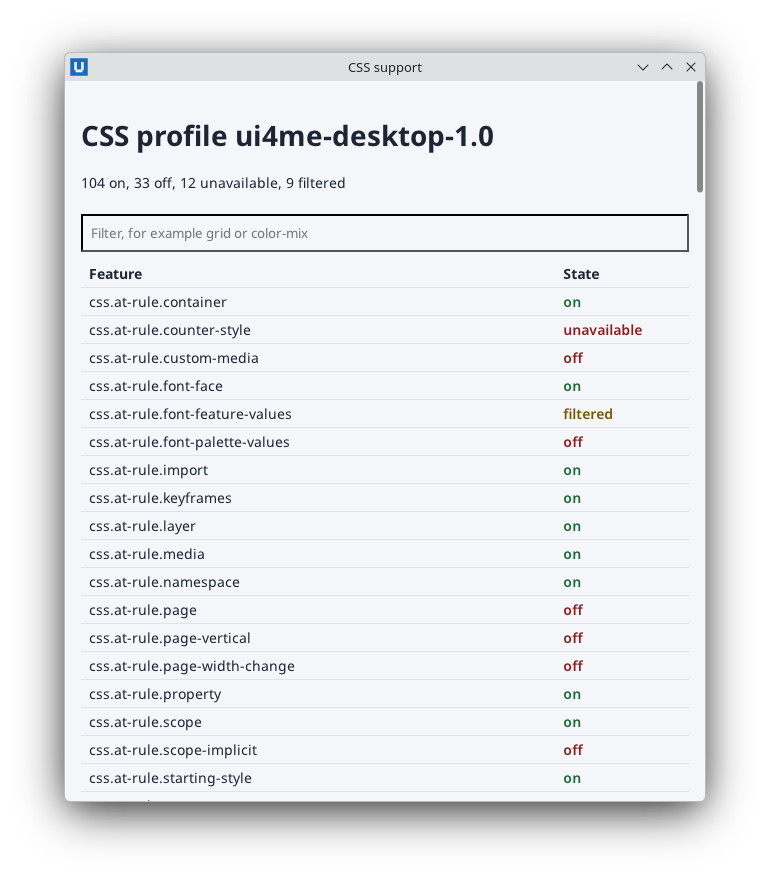 CSS support
CSS profile ui4me-desktop-1.0
104 on, 33 off, 12 unavailable, 9 filtered
Filter, for example grid or color-mix
Feature State
css.at-rule.container on
css.at-rule.counter-style unavailable
css.at-rule.custom-media off
css.at-rule.font-face on
css.at-rule.font-feature-values filtered
css.at-rule.font-palette-values off
css.at-rule.import on
css.at-rule.keyframes on
css.at-rule.layer on
css.at-rule.media on
css.at-rule.namespace on
css.at-rule.page off
css.at-rule.page-vertical off
css.at-rule.page-width-change off
css.at-rule.property on
css.at-rule.scope on
css.at-rule.scope-implicit off
css.at-rule.starting-style on